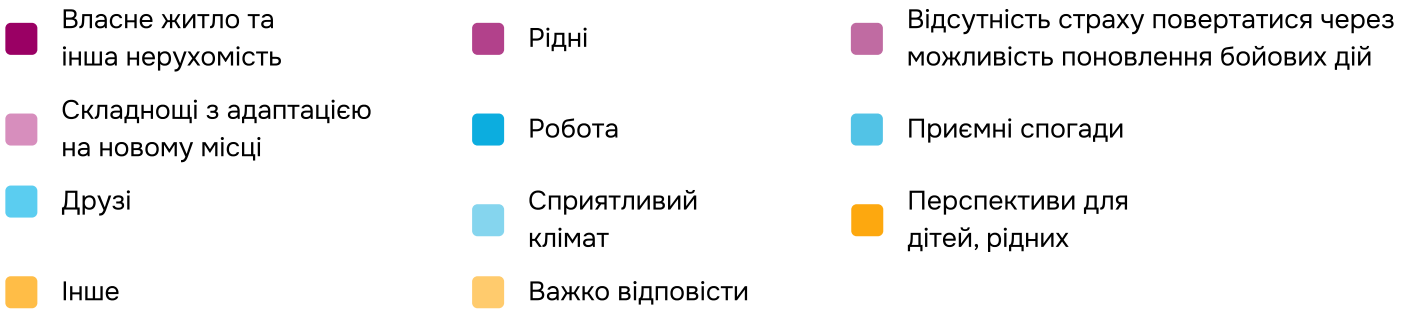 Власне житло та
інша нерухомість
Рідні
Відсутність страху повертатися через
можливість поновлення бойових дій
Складнощі з адаптацією
на новому місці
Робота
Приємні спогади
Друзі
Сприятливий
клімат
Перспективи для
дітей, рідних
Інше
Важко відповісти